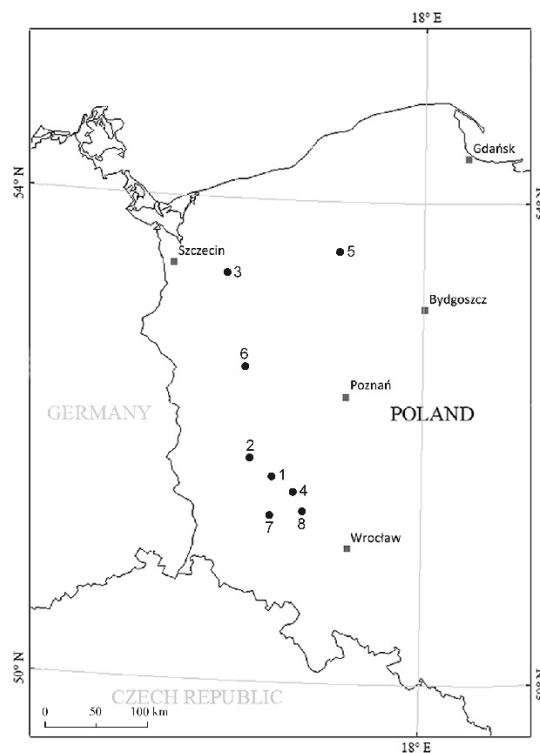 18° E
Gdańsk
54° N
Szczecin
5
3
Bydgoszcz
6
Poznań
GERMANY
POLAND
2
1
4
7
8
Wrocław
50° N
CZECH REPUBLIC
0 50 100 km
18° E